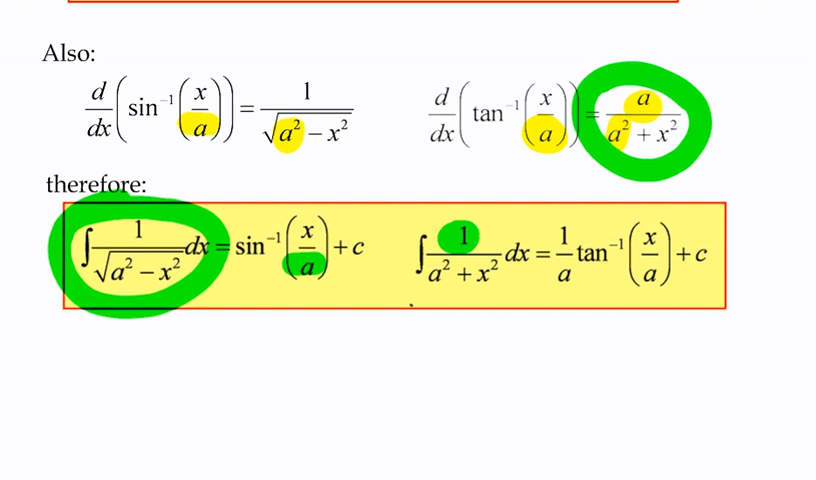 Also:
d/dx (sin⁻¹(x/a)) = 1/√(a² − x²)    d/dx (tan⁻¹(x/a)) = a/(a² + x²)
therefore:
∫ 1/√(a² − x²) dx = sin⁻¹(x/a) + c    ∫ 1/(a² + x²) dx = 1/a tan⁻¹(x/a) + c